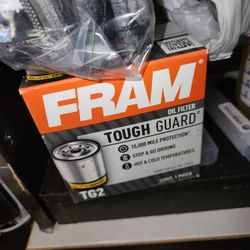 FRAM
OIL FILTER
TOUGH GUARD
15,000 MILE PROTECTION
STOP & GO DRIVING
HOT & COLD TEMPERATURES
TG2